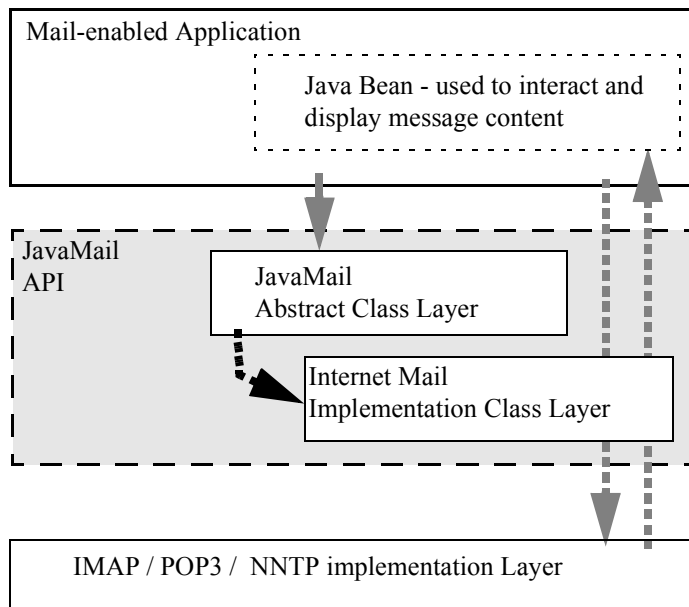 Mail-enabled Application
Java Bean - used to interact and
display message content
JavaMail
API
JavaMail
Abstract Class Layer
Internet Mail
Implementation Class Layer
IMAP / POP3 / NNTP implementation Layer